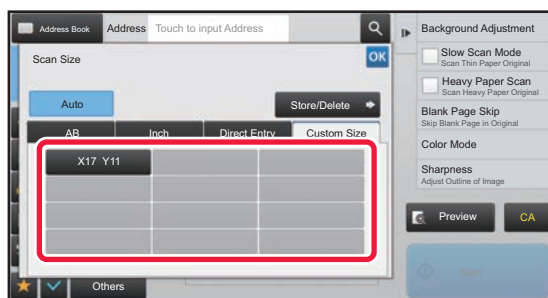 Address Book
Address
Touch to input Address
Scan Size
OK
Auto
Store/Delete
AB
Inch
Direct Entry
Custom Size
X17 Y11
Others
Background Adjustment
Slow Scan Mode
Scan Thin Paper Original
Heavy Paper Scan
Scan Heavy Paper Original
Blank Page Skip
Skip Blank Page in Original
Color Mode
Sharpness
Adjust Outline of Image
Preview
CA
Start